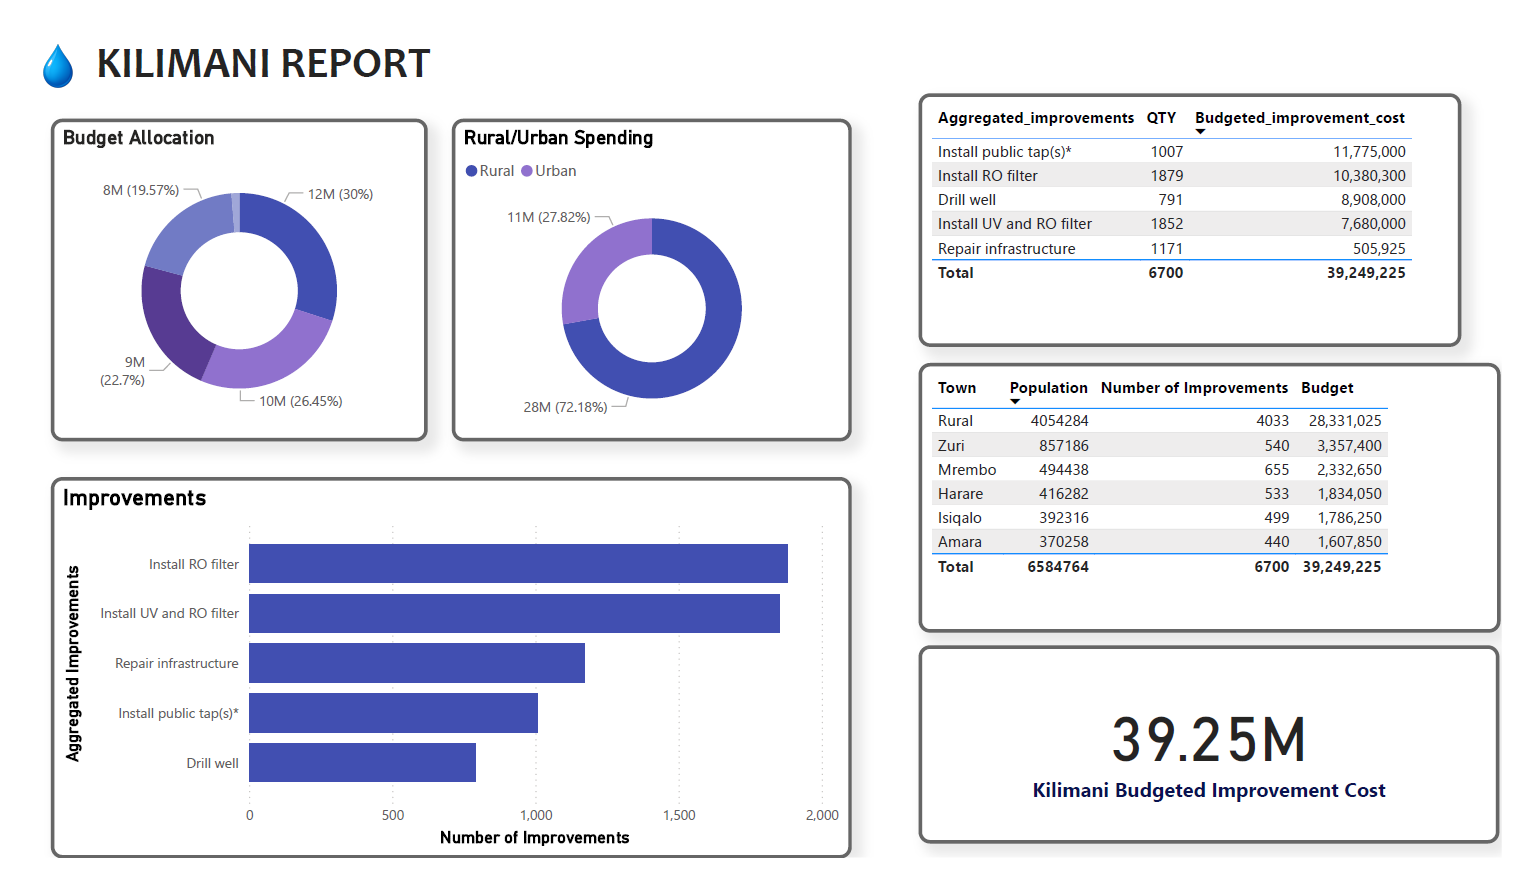 KILIMANI REPORT
Budget Allocation
8M (19.57%)
12M (30%)
9M
(22.7%)
10M (26.45%)
Rural/Urban Spending
Rural Urban
11M (27.82%)
28M (72.18%)
Aggregated_improvements QTY Budgeted_improvement_cost
Install public tap(s)* 1007 11,775,000
Install RO filter 1879 10,380,300
Drill well 791 8,908,000
Install UV and RO filter 1852 7,680,000
Repair infrastructure 1171 505,925
Total 6700 39,249,225
Town Population Number of Improvements Budget
Rural 4054284 4033 28,331,025
Zuri 857186 540 3,357,400
Mrembo 494438 655 2,332,650
Harare 416282 533 1,834,050
Isiqalo 392316 499 1,786,250
Amara 370258 440 1,607,850
Total 6584764 6700 39,249,225
Improvements
Aggregated Improvements
Install RO filter
Install UV and RO filter
Repair infrastructure
Install public tap(s)*
Drill well
0 500 1,000 1,500 2,000
Number of Improvements
39.25M
Kilimani Budgeted Improvement Cost